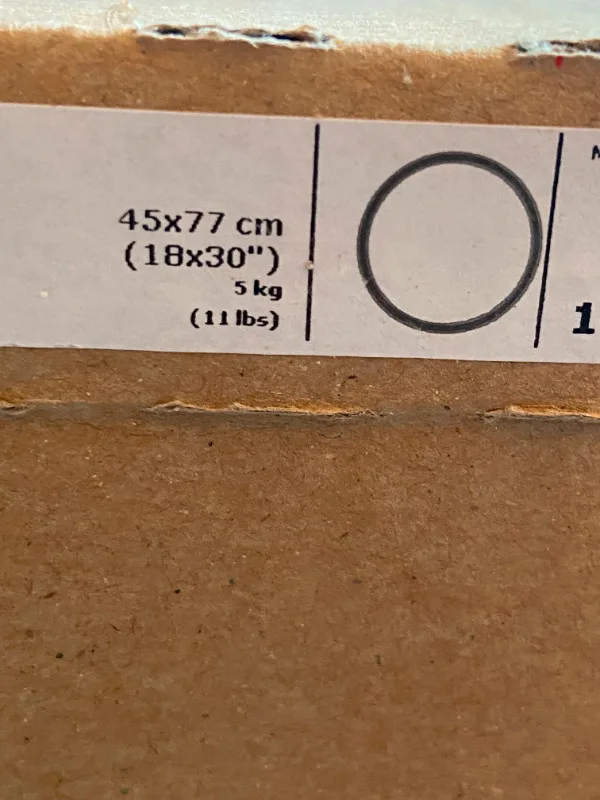 45x77 cm
(18x30")
5 kg
(11 lbs)
1